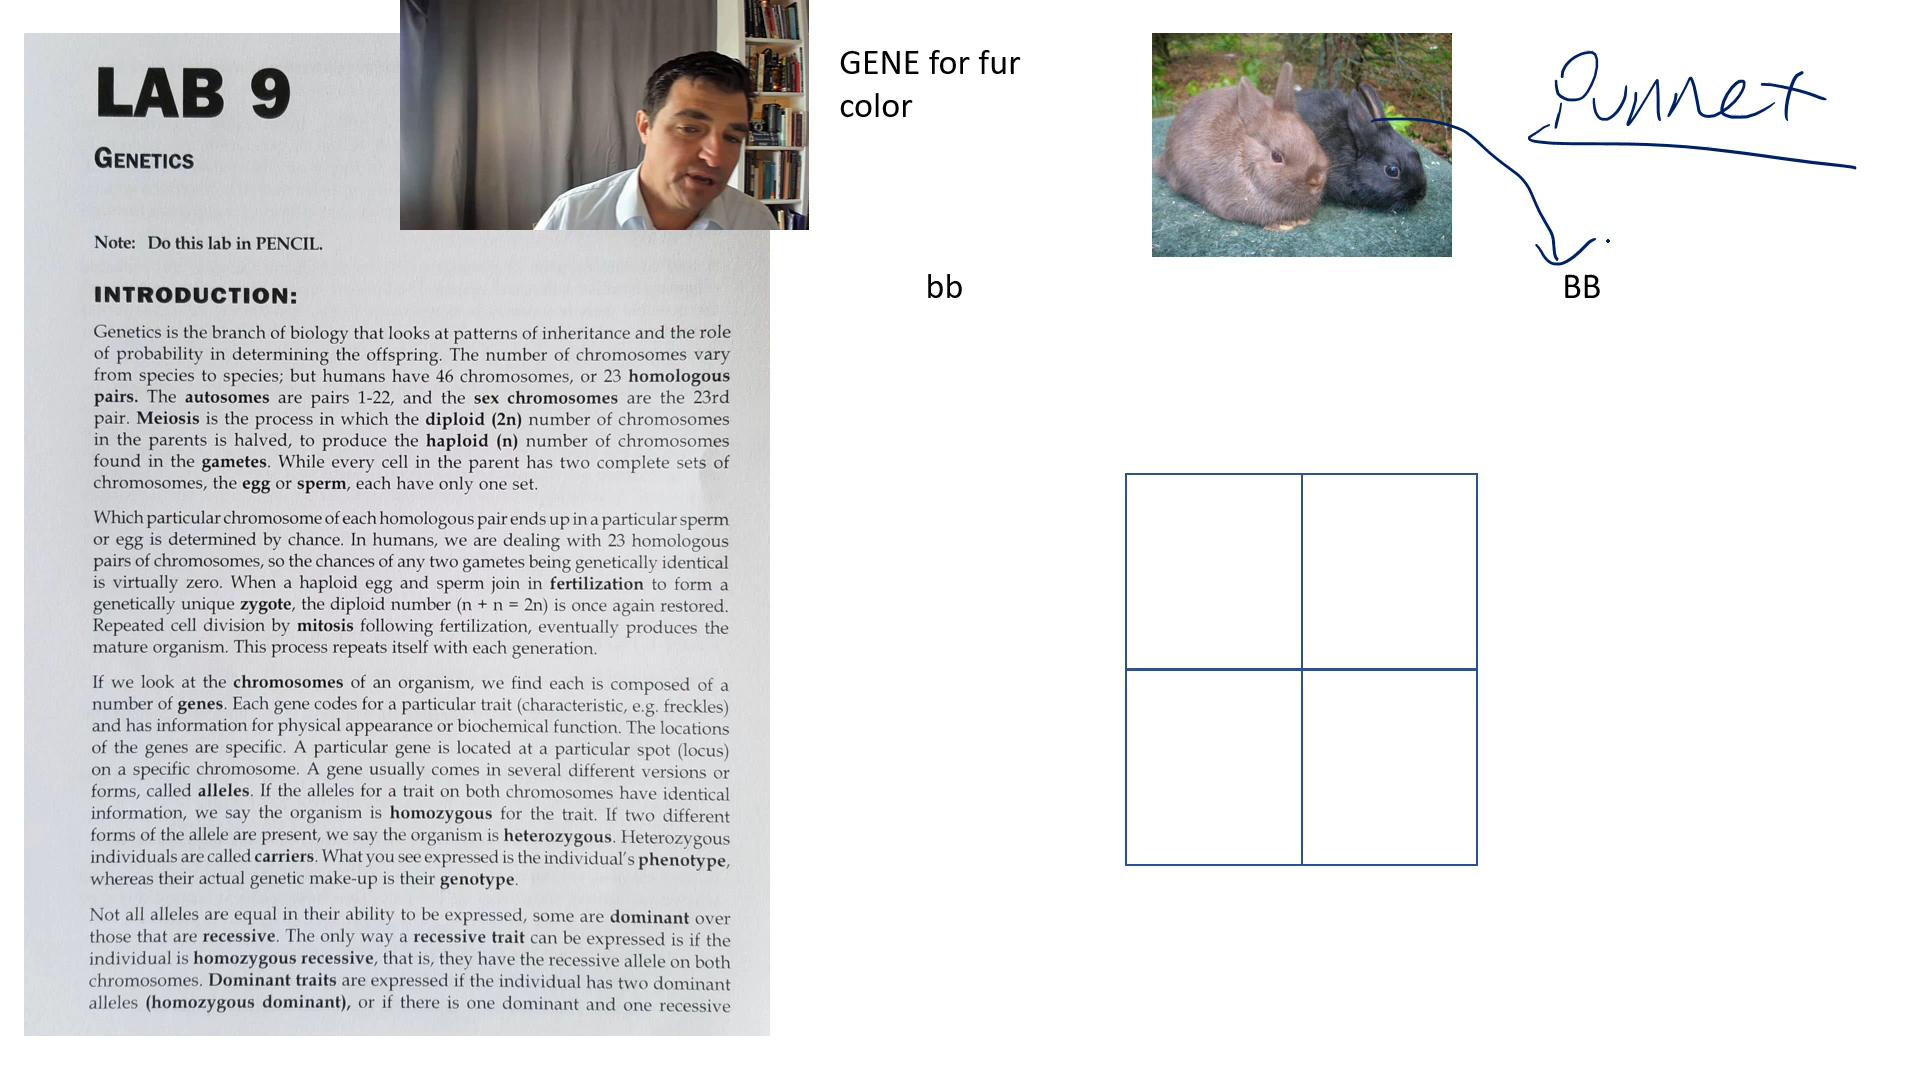 LAB 9
GENETICS
Note: Do this lab in PENCIL.
INTRODUCTION:
Genetics is the branch of biology that looks at patterns of inheritance and the role
of probability in determining the offspring. The number of chromosomes vary
from species to species; but humans have 46 chromosomes, or 23 homologous
pairs. The autosomes are pairs 1-22, and the sex chromosomes are the 23rd
pair. Meiosis is the process in which the diploid (2n) number of chromosomes
in the parents is halved, to produce the haploid (n) number of chromosomes
found in the gametes. While every cell in the parent has two complete sets of
chromosomes, the egg or sperm, each have only one set.
Which particular chromosome of each homologous pair ends up in a particular sperm
or egg is determined by chance. In humans, we are dealing with 23 homologous
pairs of chromosomes, so the chances of any two gametes being genetically identical
is virtually zero. When a haploid egg and sperm join in fertilization to form a
genetically unique zygote, the diploid number (n + n = 2n) is once again restored.
Repeated cell division by mitosis following fertilization, eventually produces the
mature organism. This process repeats itself with each generation.
If we look at the chromosomes of an organism, we find each is composed of a
number of genes. Each gene codes for a particular trait (characteristic, e.g. freckles)
and has information for physical appearance or biochemical function. The locations
of the genes are specific. A particular gene is located at a particular spot (locus)
on a specific chromosome. A gene usually comes in several different versions or
forms, called alleles. If the alleles for a trait on both chromosomes have identical
information, we say the organism is homozygous for the trait. If two different
forms of the allele are present, we say the organism is heterozygous. Heterozygous
individuals are called carriers. What you see expressed is the individual's phenotype,
whereas their actual genetic make-up is their genotype.
Not all alleles are equal in their ability to be expressed, some are dominant over
those that are recessive. The only way a recessive trait can be expressed is if the
individual is homozygous recessive, that is, they have the recessive allele on both
chromosomes. Dominant traits are expressed if the individual has two dominant
alleles (homozygous dominant), or if there is one dominant and one recessive
GENE for fur
color
Punnet
bb
BB